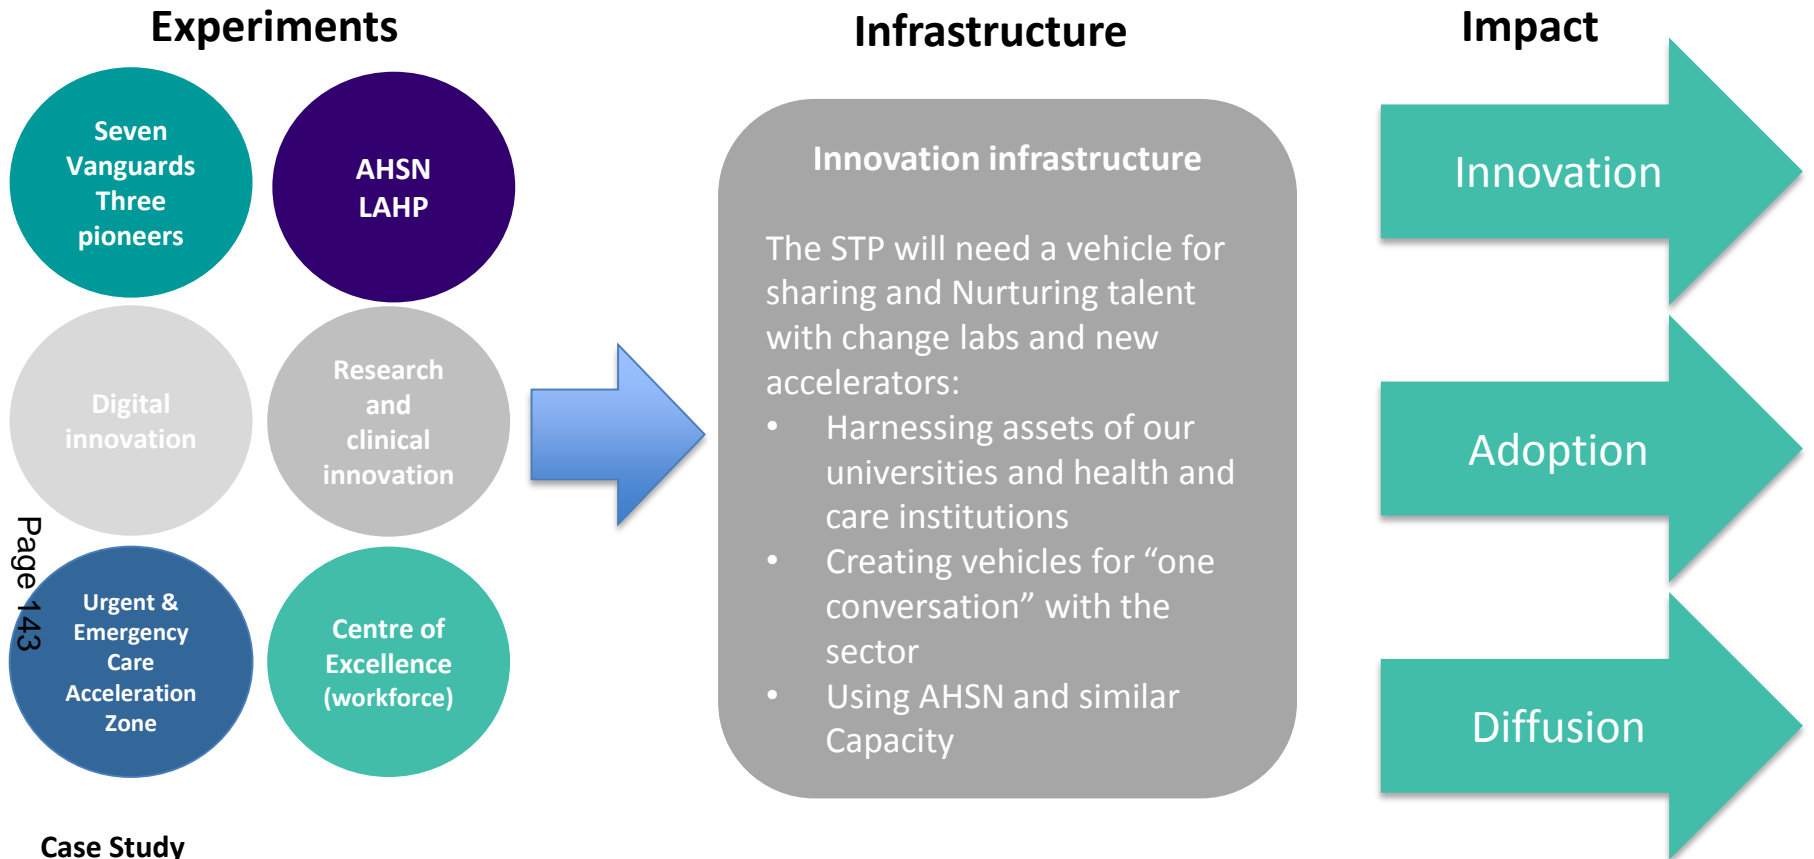 Experiments
Seven
Vanguards
Three
pioneers
AHSN
LAHP
Digital
innovation
Research
and
clinical
innovation
Urgent &
Emergency
Care
Acceleration
Zone
Centre of
Excellence
(workforce)
Page 143
Case Study
Infrastructure
Innovation infrastructure
The STP will need a vehicle for
sharing and Nurturing talent
with change labs and new
accelerators:
• Harnessing assets of our
universities and health and
care institutions
• Creating vehicles for “one
conversation” with the
sector
• Using AHSN and similar
Capacity
Impact
Innovation
Adoption
Diffusion